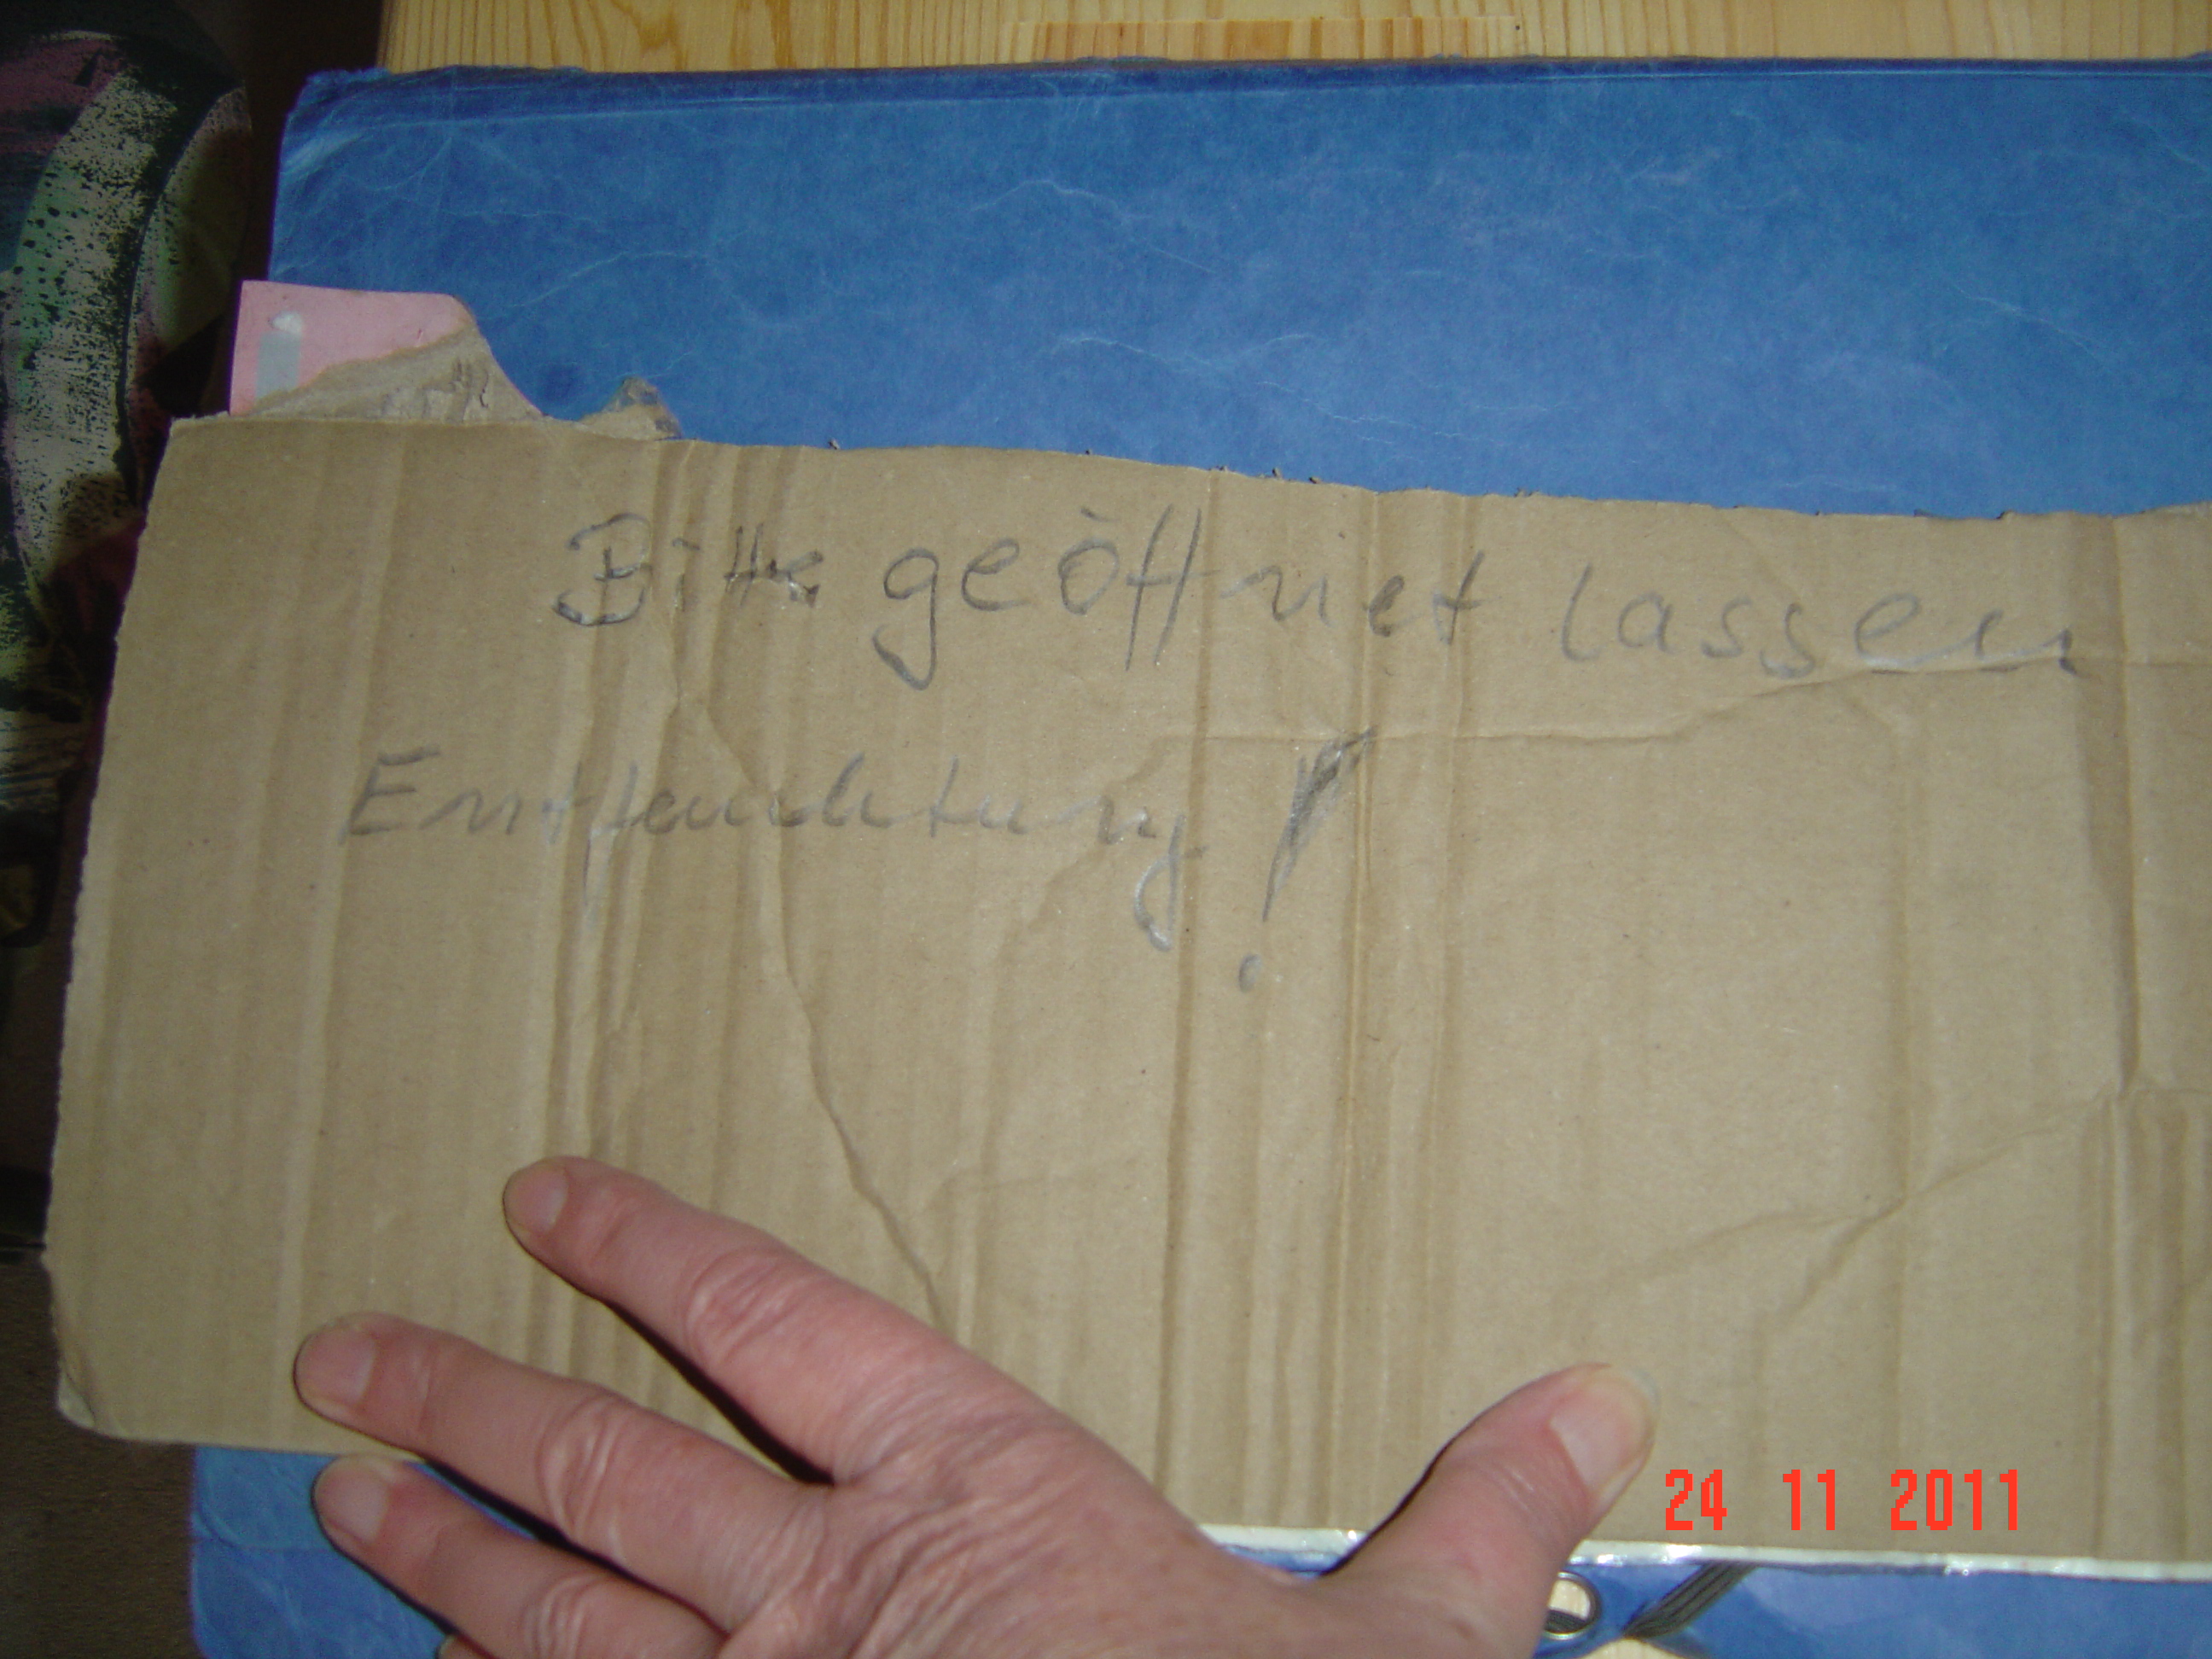 Bitte geöffnet lassen
Entfeuchtung!
24 11 2011